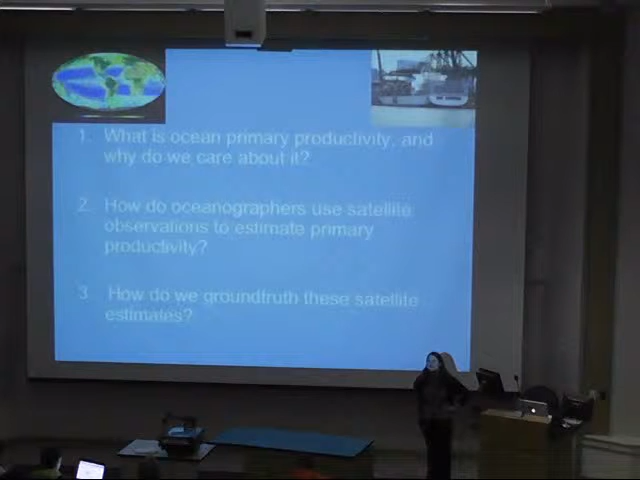 1. What is ocean primary productivity, and
why do we care about it?
2. How do oceanographers use satellite
observations to estimate primary
productivity?
3. How do we groundtruth these satellite
estimates?